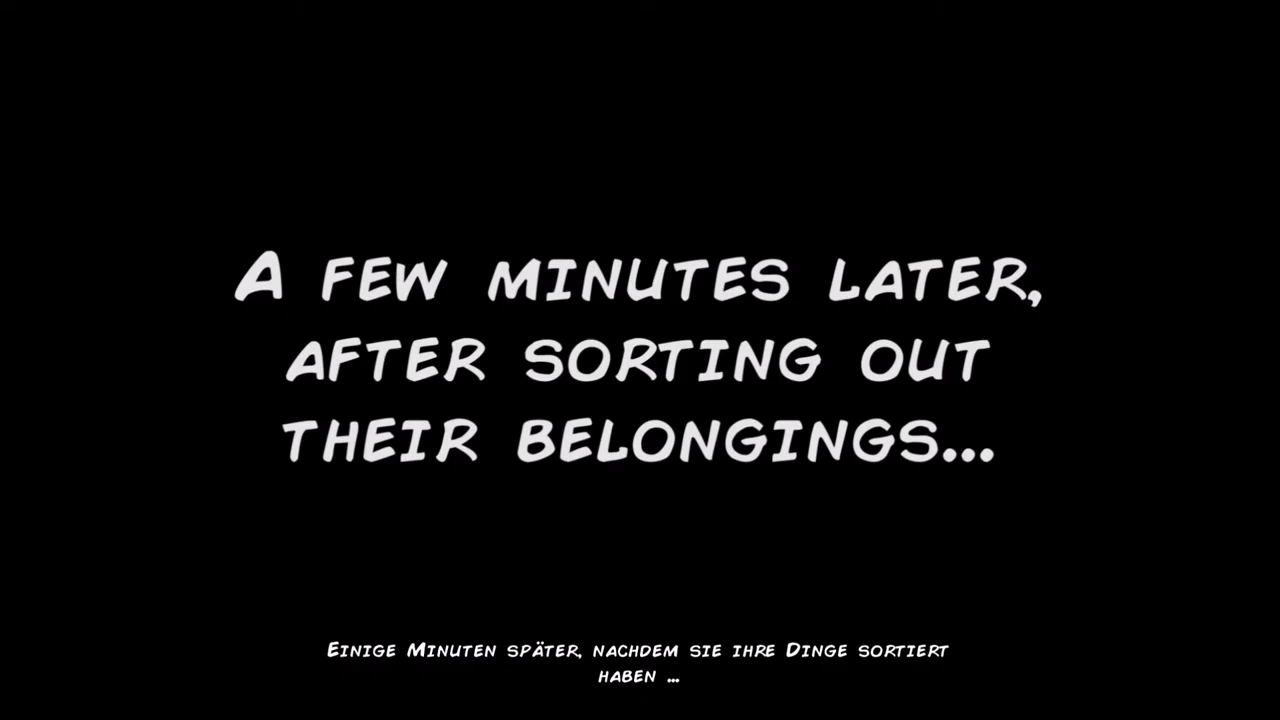 A FEW MINUTES LATER,
AFTER SORTING OUT
THEIR BELONGINGS...
EINIGE MINUTEN SPÄTER, NACHDEM SIE IHRE DINGE SORTIERT
HABEN ...